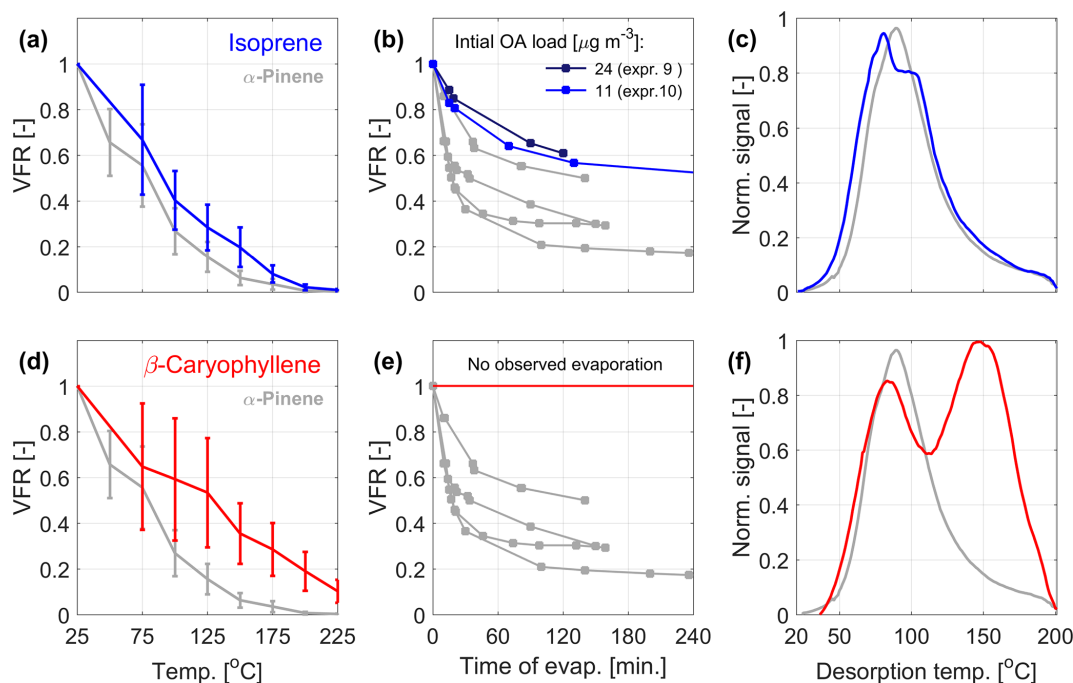 (a)
Isoprene
α-Pinene
VFR [-]
1
0.8
0.6
0.4
0.2
0
(b)
Intial OA load [μg m-3]:
24 (expr. 9 )
11 (expr.10)
VFR [-]
1
0.8
0.6
0.4
0.2
0
(c)
Norm. signal [-]
1
0.8
0.6
0.4
0.2
0
(d)
β-Caryophyllene
α-Pinene
VFR [-]
1
0.8
0.6
0.4
0.2
0
25 75 125 175 225
Temp. [oC]
(e)
No observed evaporation
VFR [-]
1
0.8
0.6
0.4
0.2
0
0 60 120 180 240
Time of evap. [min.]
(f)
Norm. signal [-]
1
0.8
0.6
0.4
0.2
0
20 50 100 150 200
Desorption temp. [oC]